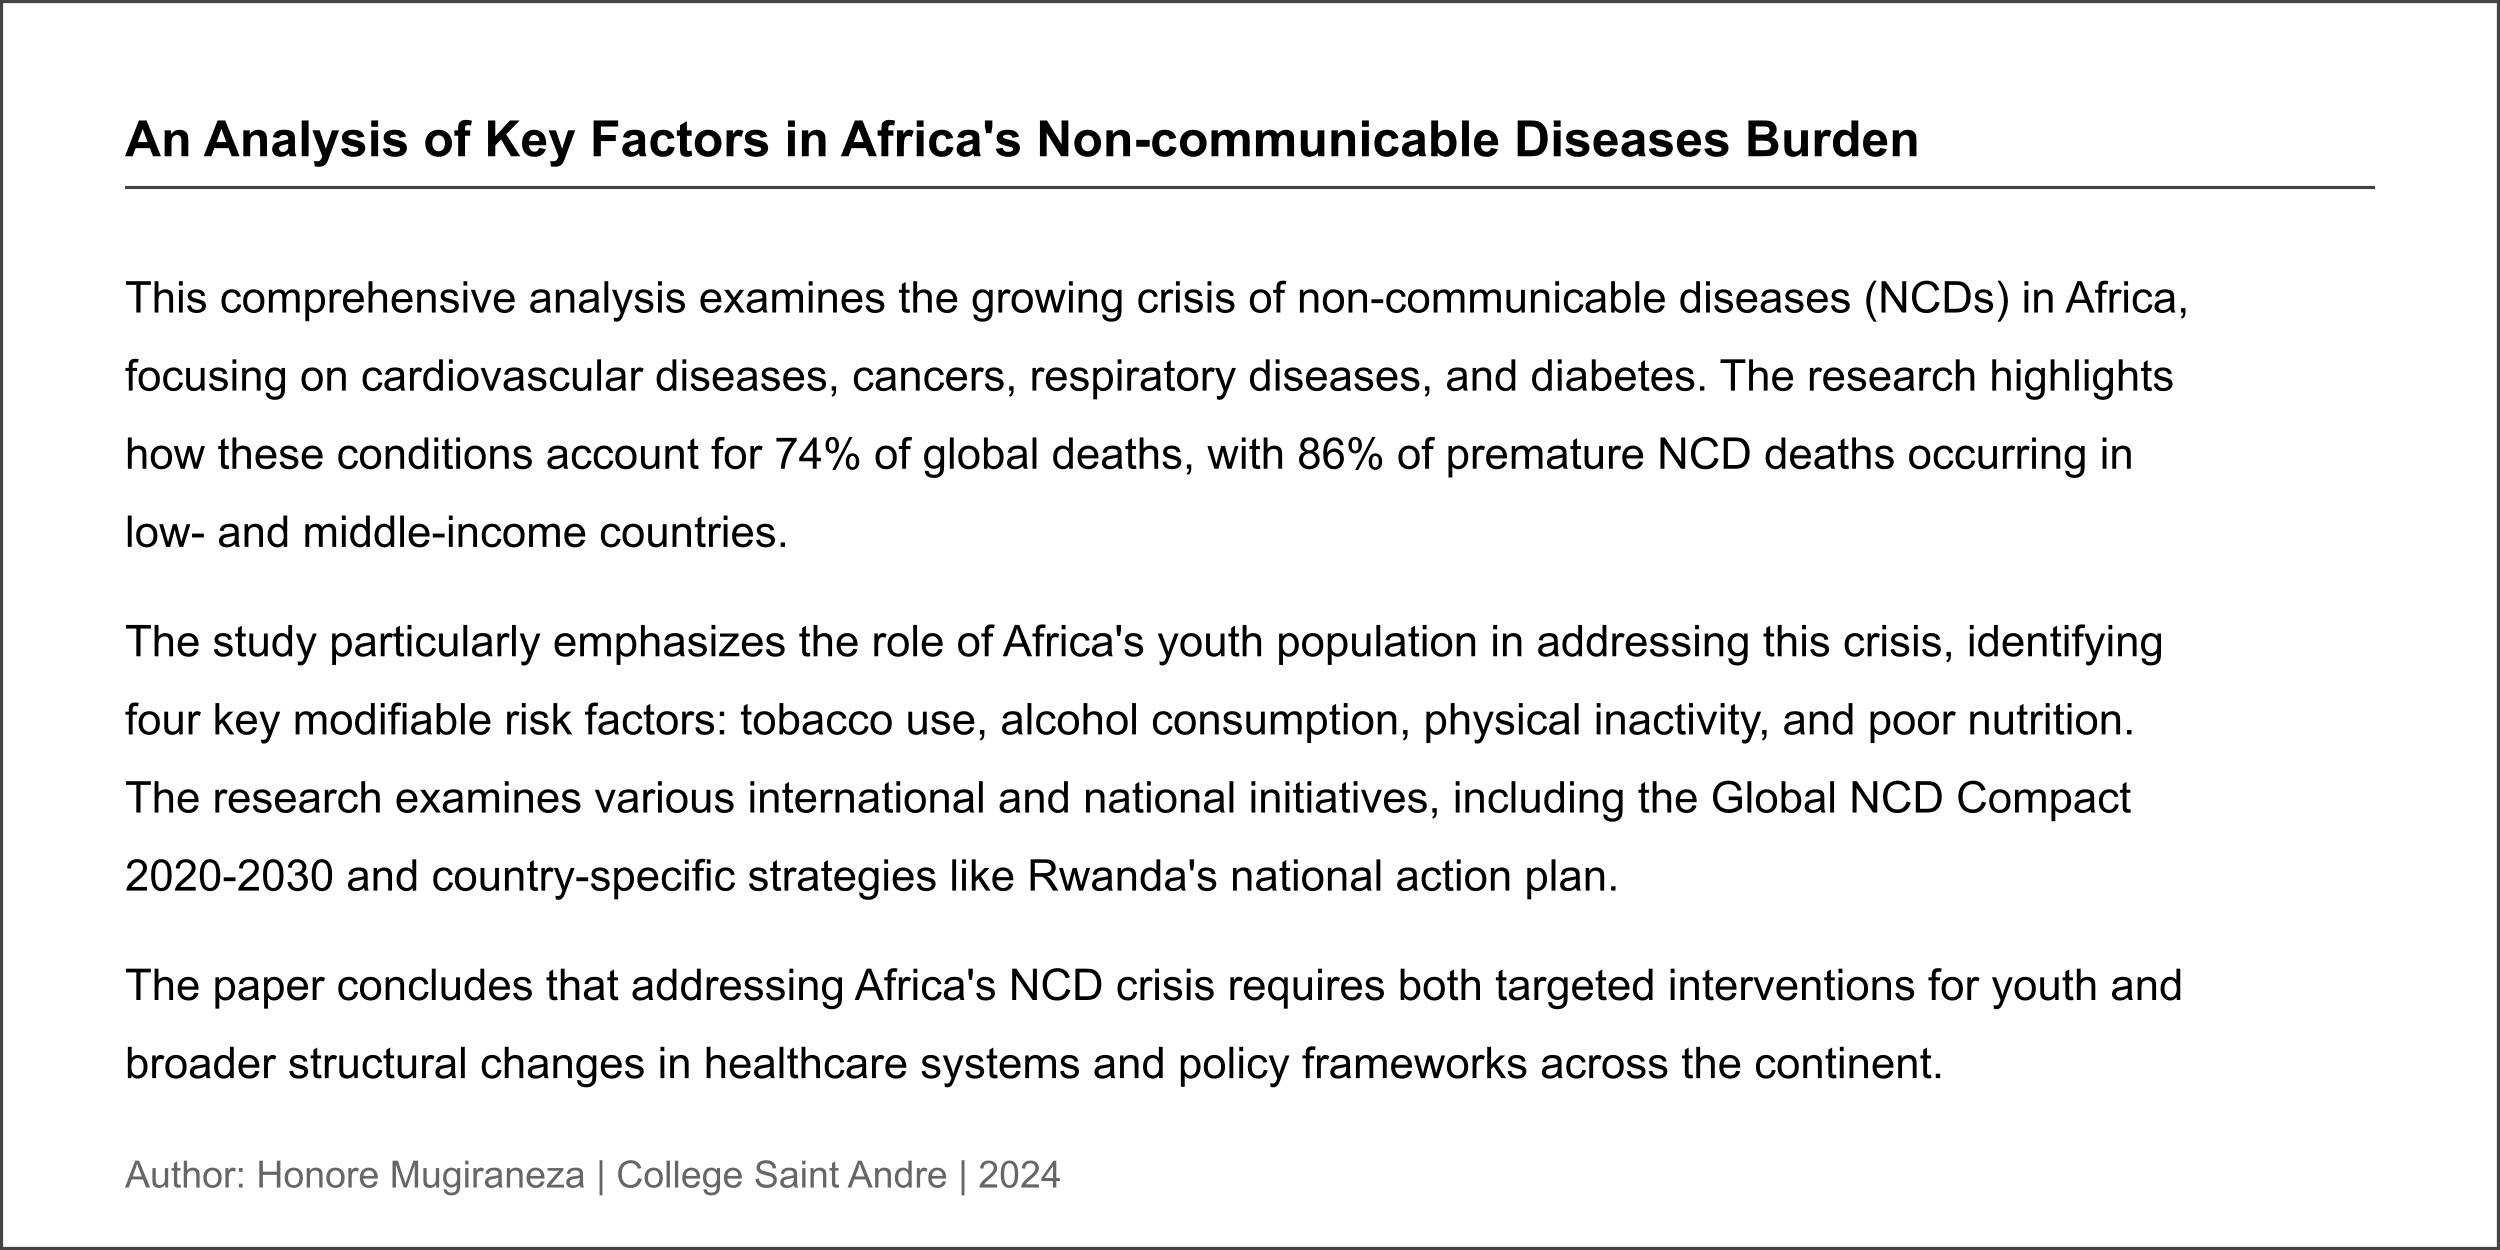 An Analysis of Key Factors in Africa's Non-communicable Diseases Burden
This comprehensive analysis examines the growing crisis of non-communicable diseases (NCDs) in Africa,
focusing on cardiovascular diseases, cancers, respiratory diseases, and diabetes. The research highlights
how these conditions account for 74% of global deaths, with 86% of premature NCD deaths occurring in
low- and middle-income countries.
The study particularly emphasizes the role of Africa's youth population in addressing this crisis, identifying
four key modifiable risk factors: tobacco use, alcohol consumption, physical inactivity, and poor nutrition.
The research examines various international and national initiatives, including the Global NCD Compact
2020-2030 and country-specific strategies like Rwanda's national action plan.
The paper concludes that addressing Africa's NCD crisis requires both targeted interventions for youth and
broader structural changes in healthcare systems and policy frameworks across the continent.
Author: Honore Mugiraneza | College Saint Andre | 2024